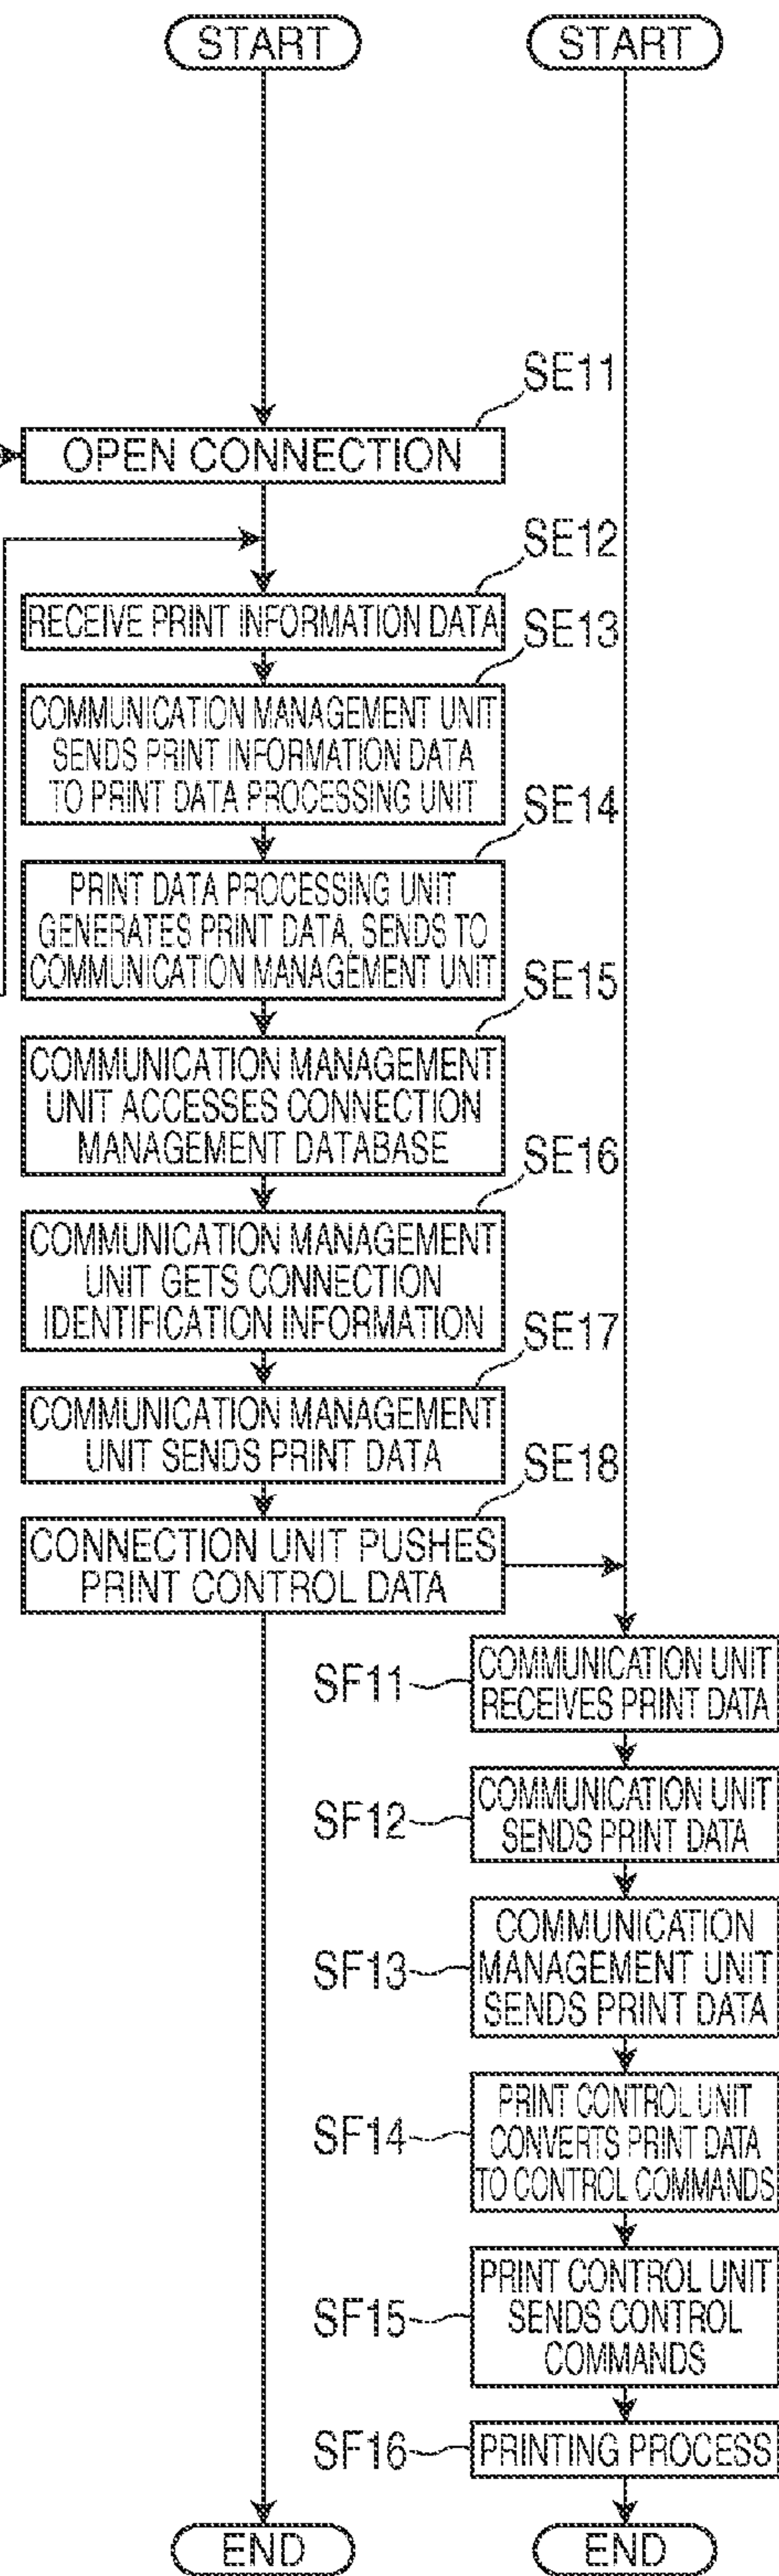 START
START
SE11
OPEN CONNECTION
SE12
RECEIVE PRINT INFORMATION DATA
SE13
COMMUNICATION MANAGEMENT UNIT
SENDS PRINT INFORMATION DATA
TO PRINT DATA PROCESSING UNIT
SE14
PRINT DATA PROCESSING UNIT
GENERATES PRINT DATA, SENDS TO
COMMUNICATION MANAGEMENT UNIT
SE15
COMMUNICATION MANAGEMENT
UNIT ACCESSES CONNECTION
MANAGEMENT DATABASE
SE16
COMMUNICATION MANAGEMENT
UNIT GETS CONNECTION
IDENTIFICATION INFORMATION
SE17
COMMUNICATION MANAGEMENT
UNIT SENDS PRINT DATA
SE18
CONNECTION UNIT PUSHES
PRINT CONTROL DATA
SF11
COMMUNICATION UNIT
RECEIVES PRINT DATA
SF12
COMMUNICATION UNIT
SENDS PRINT DATA
SF13
COMMUNICATION
MANAGEMENT UNIT
SENDS PRINT DATA
SF14
PRINT CONTROL UNIT
CONVERTS PRINT DATA
TO CONTROL COMMANDS
SF15
PRINT CONTROL UNIT
SENDS CONTROL
COMMANDS
SF16
PRINTING PROCESS
END
END